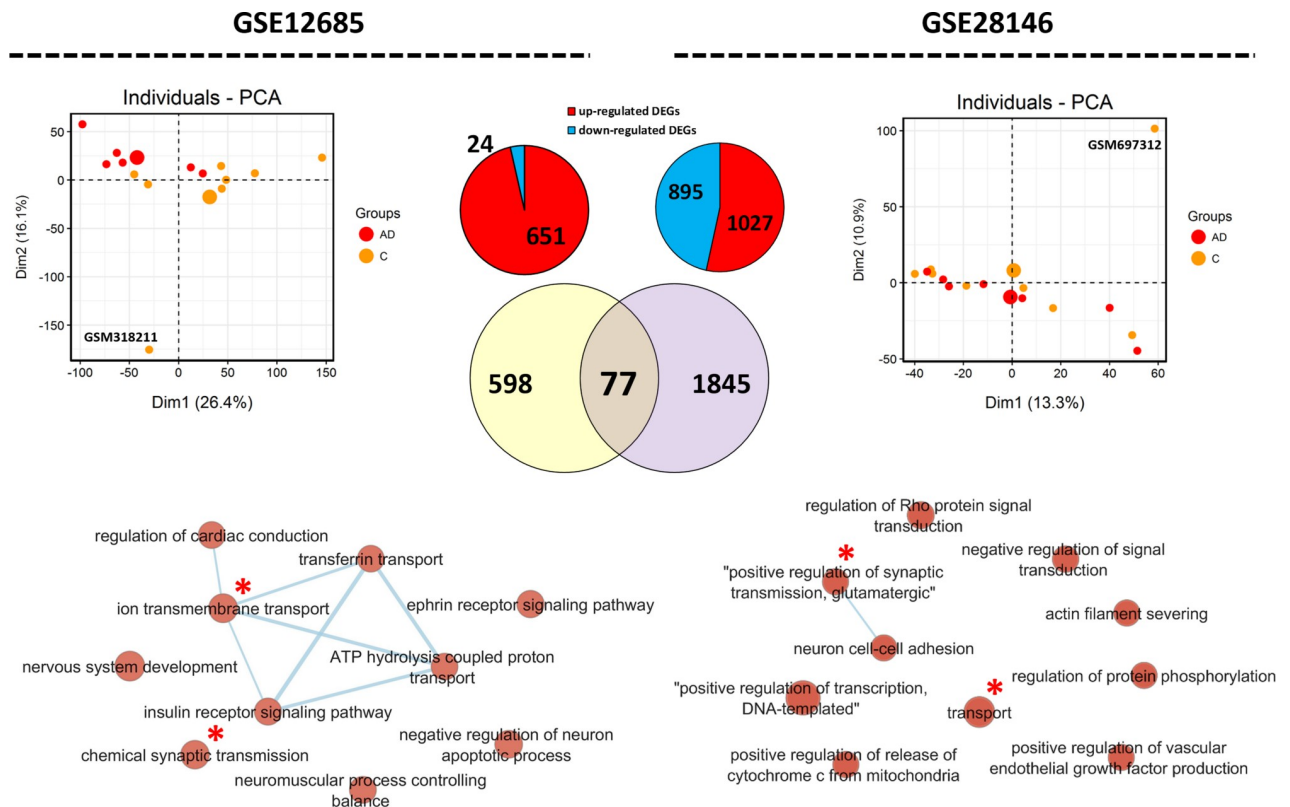 GSE12685
GSE28146
Individuals - PCA
50
0
-50
-100
-150
-100
-50
0
50
100
150
Dim2 (16.1%)
Dim1 (26.4%)
GSM318211
Groups
AD
C
up-regulated DEGs
down-regulated DEGs
24
651
895
1027
598
77
1845
Individuals - PCA
100
50
0
-50
-40
-20
0
20
40
60
Dim2 (10.9%)
Dim1 (13.3%)
GSM697312
Groups
AD
C
regulation of cardiac conduction
transferrin transport
*
ion transmembrane transport
ephrin receptor signaling pathway
nervous system development
ATP hydrolysis coupled proton
transport
insulin receptor signaling pathway
*
chemical synaptic transmission
negative regulation of neuron
apoptotic process
neuromuscular process controlling
balance
regulation of Rho protein signal
transduction
*
"positive regulation of synaptic
transmission, glutamatergic"
negative regulation of signal
transduction
actin filament severing
neuron cell-cell adhesion
regulation of protein phosphorylation
"positive regulation of transcription,
DNA-templated"
*
transport
positive regulation of release of
cytochrome c from mitochondria
positive regulation of vascular
endothelial growth factor production